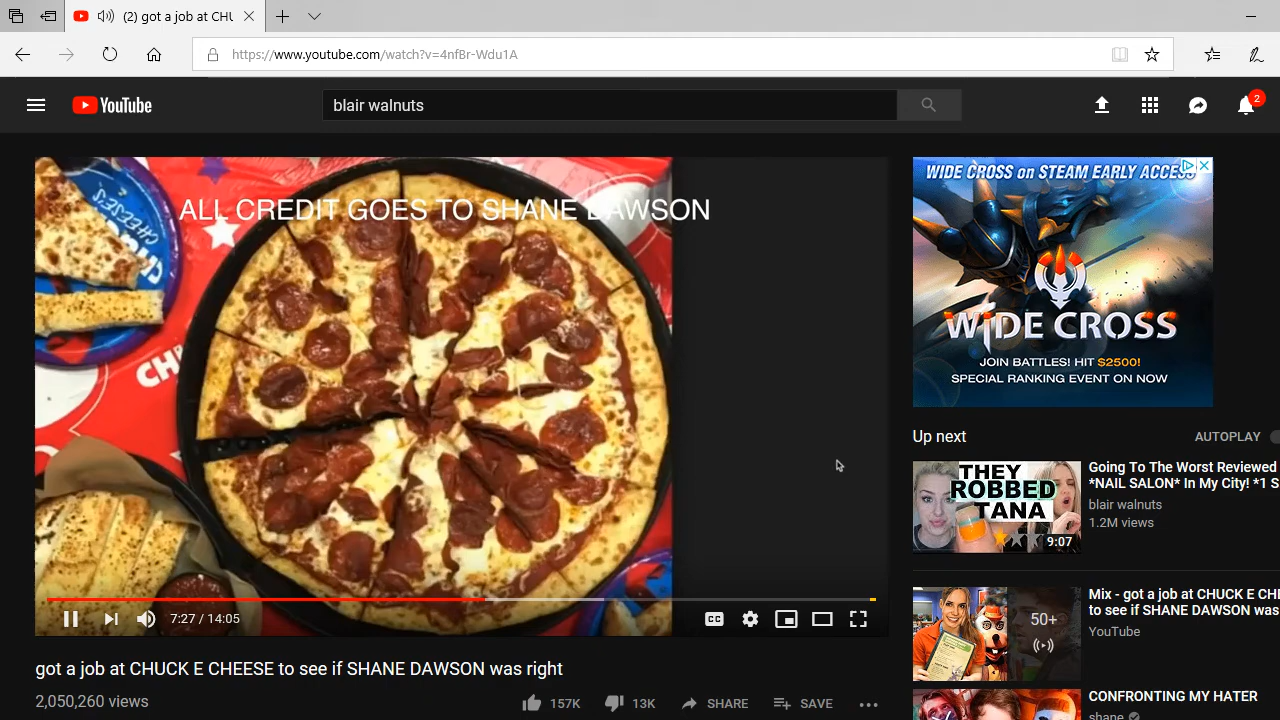 (2) got a job at CHU
https://www.youtube.com/watch?v=4nfBr-Wdu1A
YouTube
blair walnuts
2
ALL CREDIT GOES TO SHANE DAWSON
CHEESE'S
CH
7:27 / 14:05
CC
got a job at CHUCK E CHEESE to see if SHANE DAWSON was right
2,050,260 views
157K
13K
SHARE
SAVE
WIDE CROSS on STEAM EARLY ACCESS
WIDE CROSS
JOIN BATTLES! HIT $2500!
SPECIAL RANKING EVENT ON NOW
Up next
AUTOPLAY
THEY
ROBBED
TANA
9:07
Going To The Worst Reviewed
*NAIL SALON* In My City! *1 S
blair walnuts
1.2M views
50+
Mix - got a job at CHUCK E CHE
to see if SHANE DAWSON was
YouTube
CONFRONTING MY HATER
shane